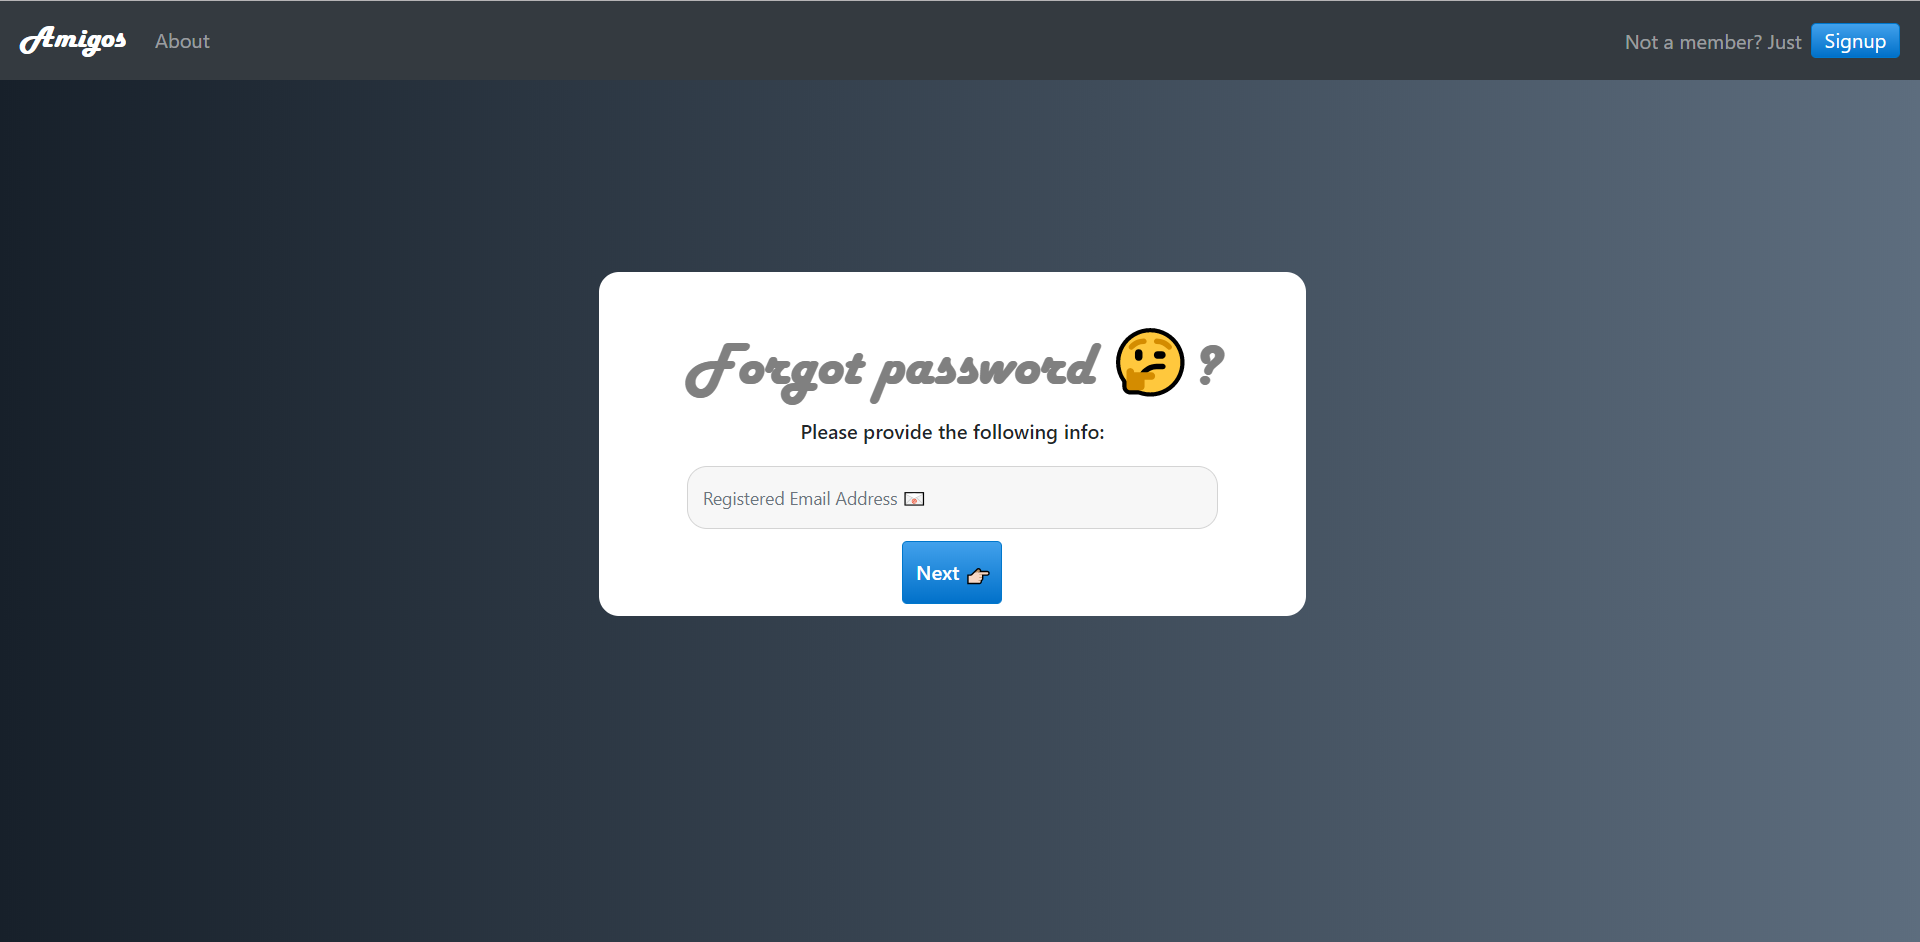 Amigos About Not a member? Just Signup
Forgot password 🤔 ?
Please provide the following info:
Registered Email Address 💌
Next 👉